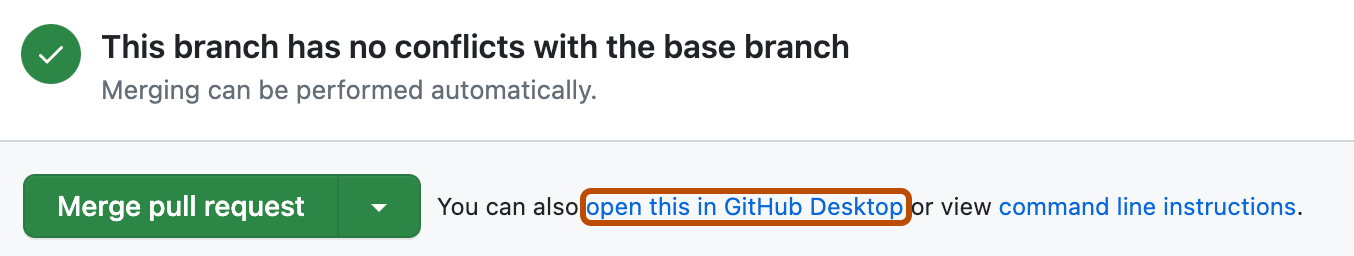 This branch has no conflicts with the base branch
Merging can be performed automatically.
Merge pull request You can also open this in GitHub Desktop or view command line instructions.